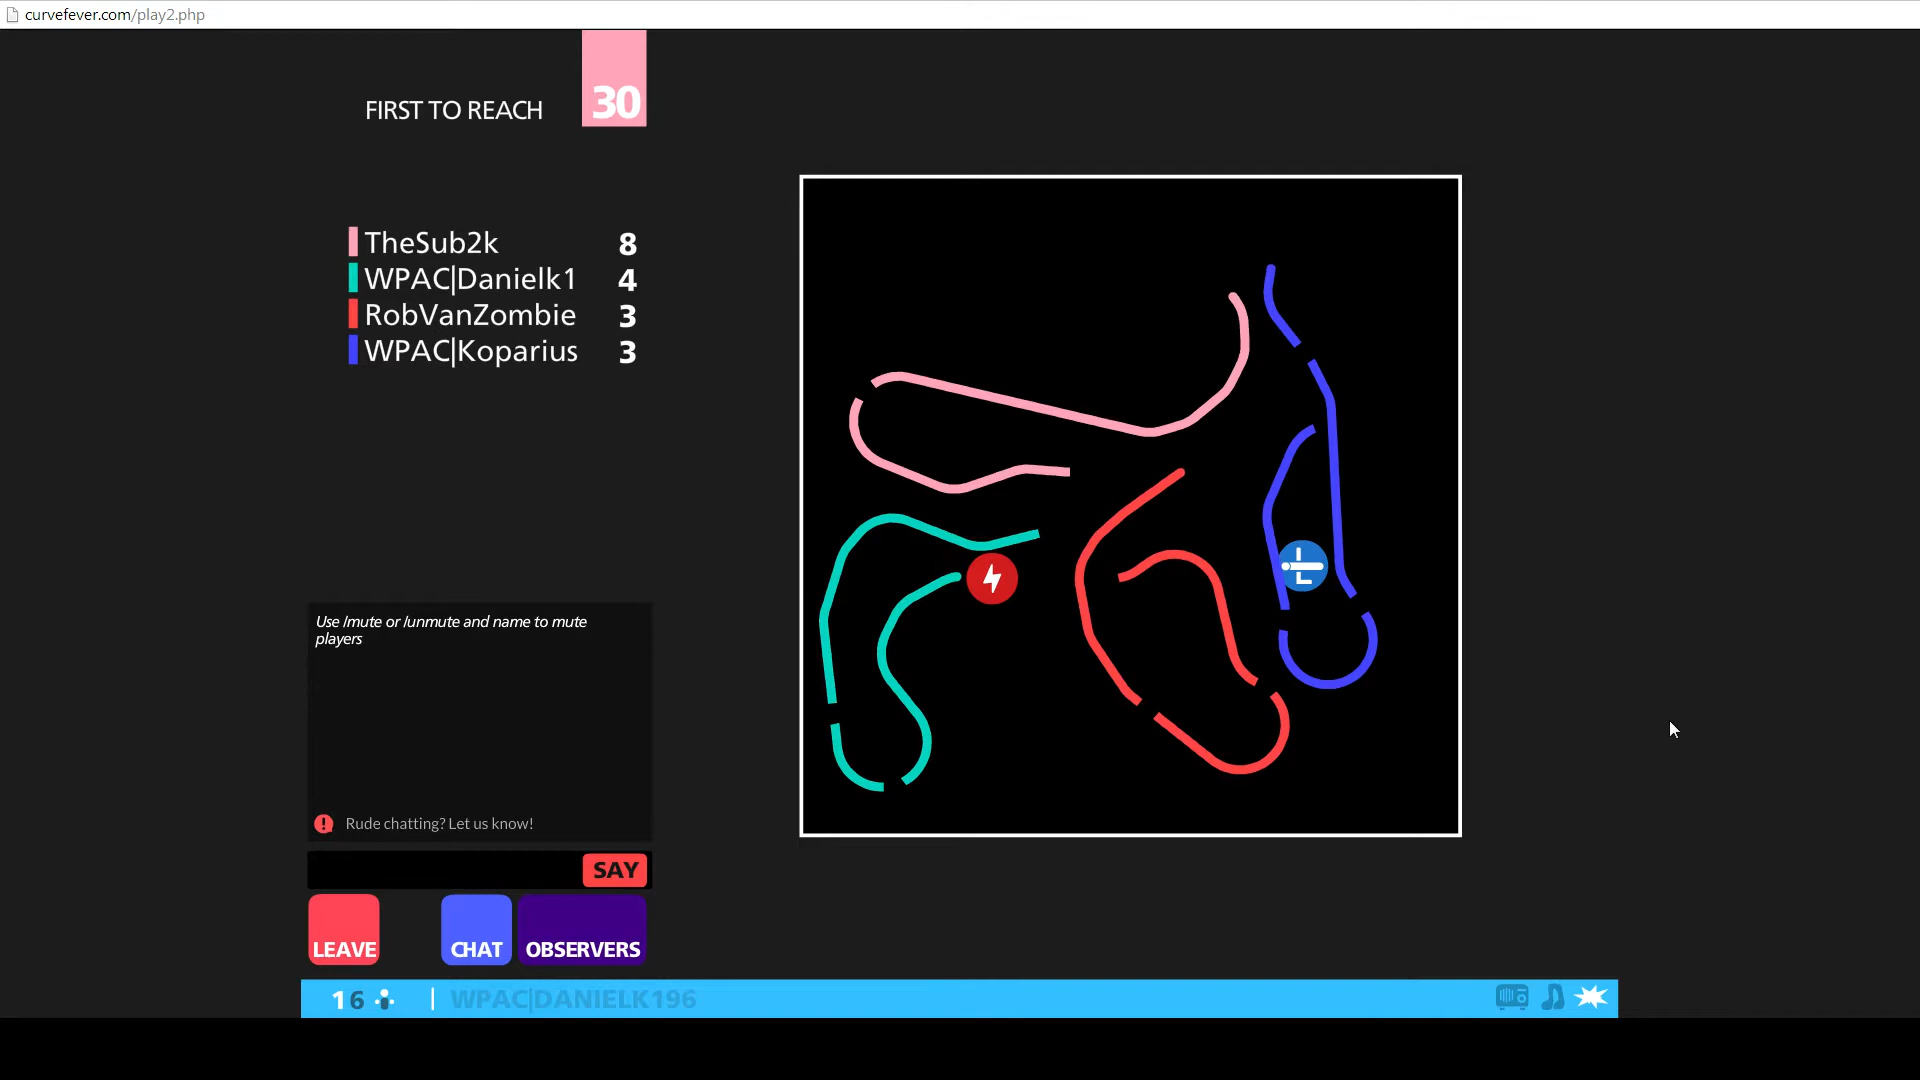 curvefever.com/play2.php
FIRST TO REACH
30
TheSub2k 8
WPAC|Danielk1 4
RobVanZombie 3
WPAC|Koparius 3
Use /mute or /unmute and name to mute
players
Rude chatting? Let us know!
SAY
LEAVE
CHAT
OBSERVERS
16
WPAC|DANIELK196